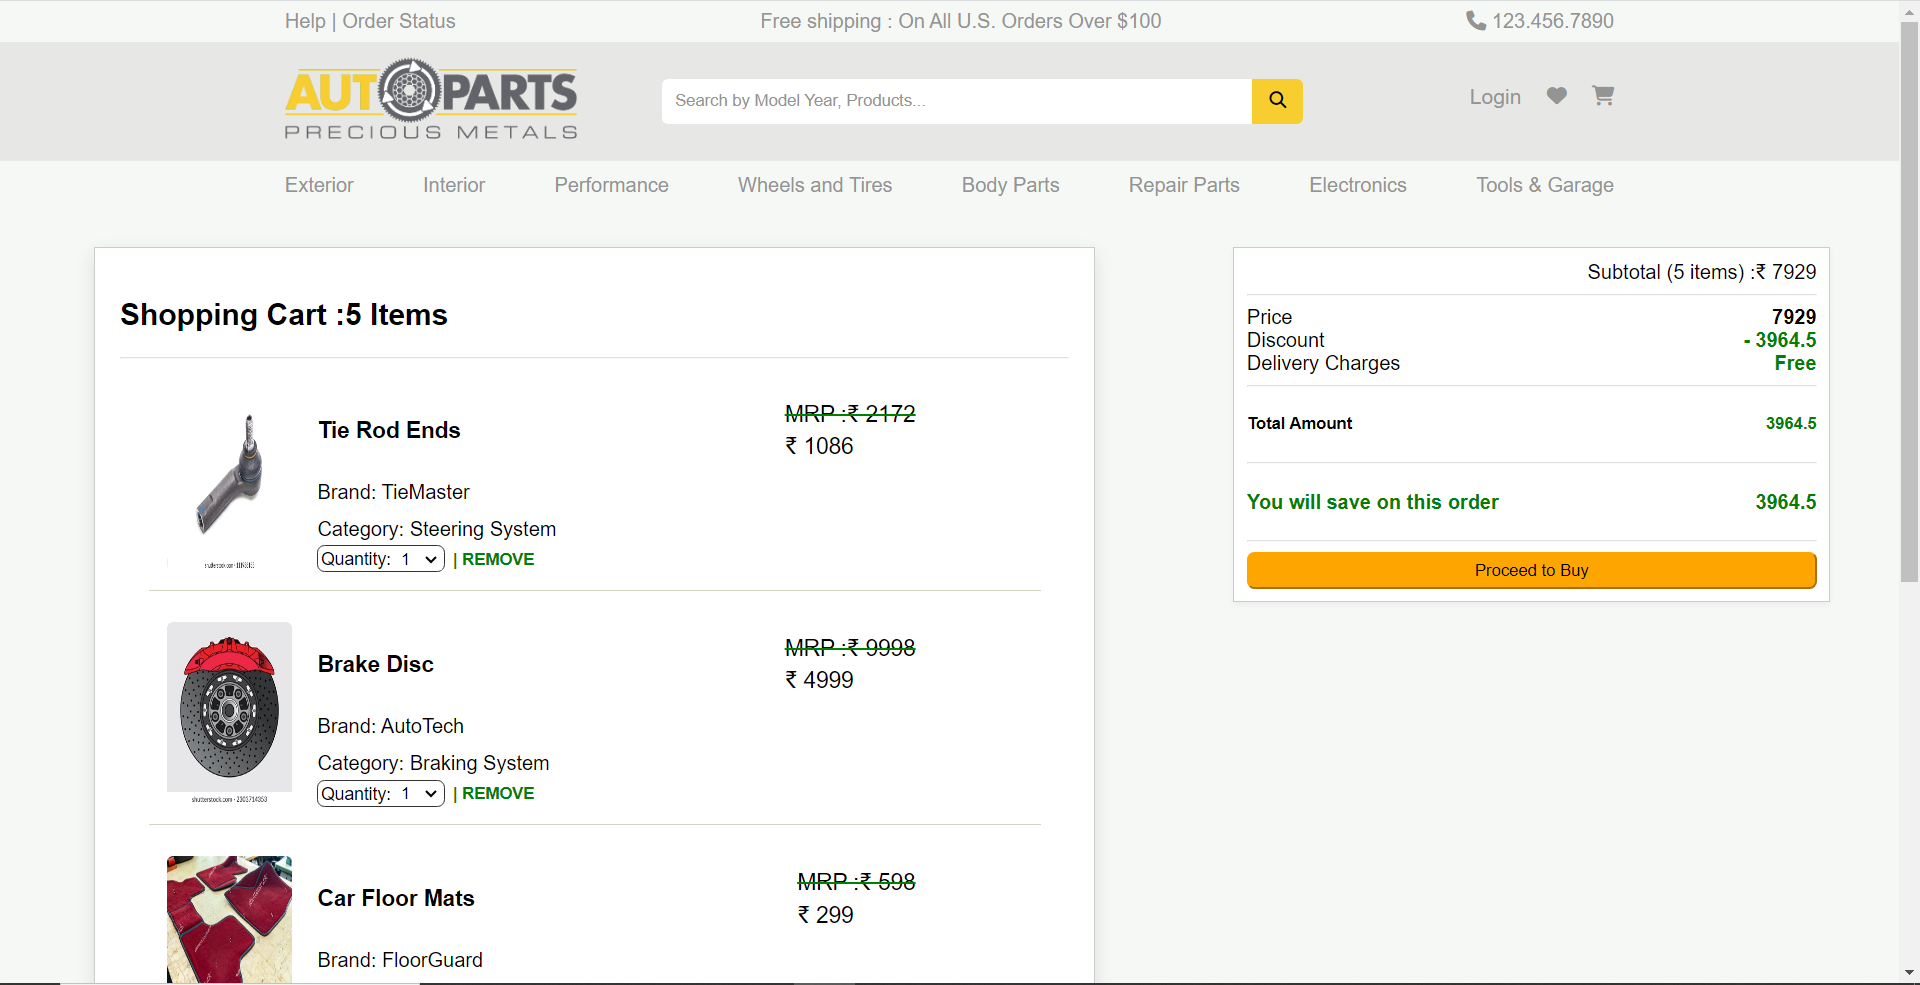 Help | Order Status
Free shipping : On All U.S. Orders Over $100
123.456.7890
AUTOPARTS
PRECIOUS METALS
Search by Model Year, Products...
Login
Exterior Interior Performance Wheels and Tires Body Parts Repair Parts Electronics Tools & Garage
Shopping Cart :5 Items
Tie Rod Ends
MRP :₹ 2172
₹ 1086
Brand: TieMaster
Category: Steering System
Quantity: 1 | REMOVE
Brake Disc
MRP :₹ 9998
₹ 4999
Brand: AutoTech
Category: Braking System
Quantity: 1 | REMOVE
shutterstock.com · 2303714353
Car Floor Mats
MRP :₹ 598
₹ 299
Brand: FloorGuard
Subtotal (5 items) :₹ 7929
Price 7929
Discount - 3964.5
Delivery Charges Free
Total Amount 3964.5
You will save on this order 3964.5
Proceed to Buy